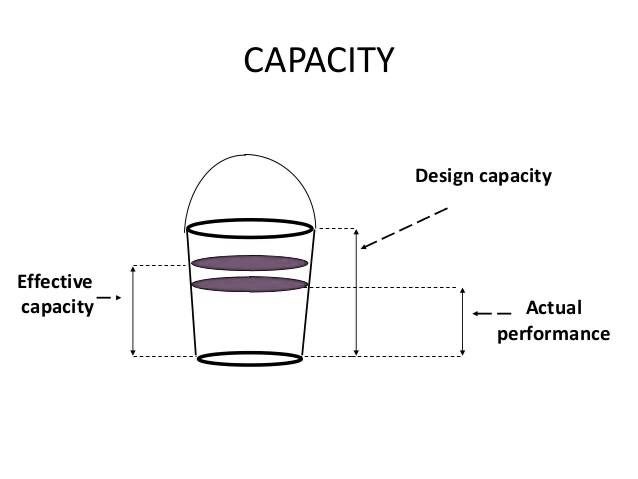 CAPACITY
Design capacity
Effective
capacity
Actual
performance